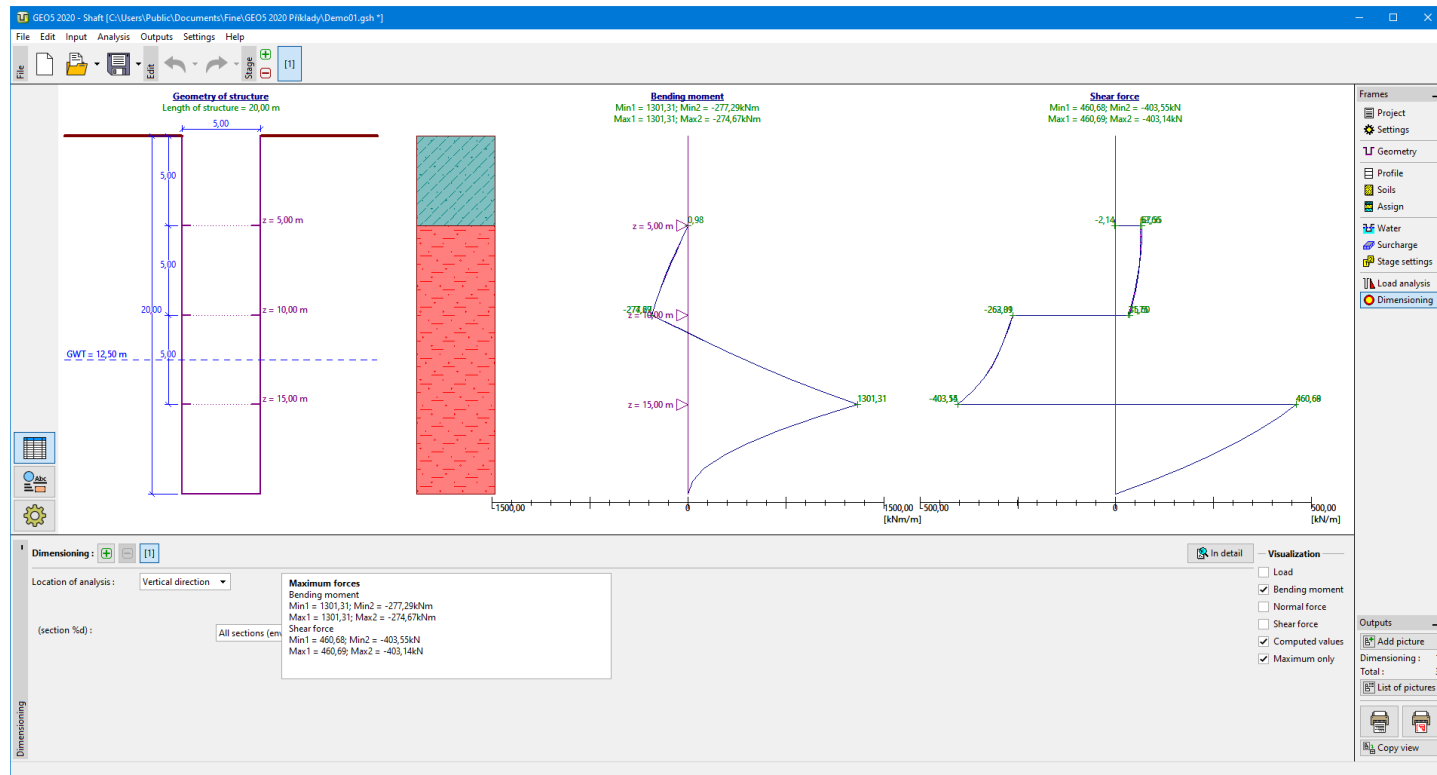 GEO5 2020 - Shaft [C:\Users\Public\Documents\Fine\GEO5 2020 Příklady\Demo01.gsh *]
File Edit Input Analysis Outputs Settings Help
File
Edit
Stage
[1]
Geometry of structure
Length of structure = 20,00 m
5,00
5,00
z = 5,00 m
5,00
20,00
z = 10,00 m
GWT = 12,50 m
5,00
z = 15,00 m
Bending moment
Min1 = 1301,31; Min2 = -277,29kNm
Max1 = 1301,31; Max2 = -274,67kNm
z = 5,00 m
0,98
z = 10,00 m
z = 15,00 m
1301,31
-1500,00
0
1500,00
[kNm/m]
Shear force
Min1 = 460,68; Min2 = -403,55kN
Max1 = 460,69; Max2 = -403,14kN
-2,14
-500,00
0
500,00
[kN/m]
Frames
Project
Settings
Geometry
Profile
Soils
Assign
Water
Surcharge
Stage settings
Load analysis
Dimensioning
Abc
Dimensioning
Dimensioning :
[1]
In detail
Location of analysis :
Vertical direction
(section %d) :
All sections (en
Maximum forces
Bending moment
Min1 = 1301,31; Min2 = -277,29kNm
Max1 = 1301,31; Max2 = -274,67kNm
Shear force
Min1 = 460,68; Min2 = -403,55kN
Max1 = 460,69; Max2 = -403,14kN
Visualization
Load
Bending moment
Normal force
Shear force
Computed values
Maximum only
Outputs
Add picture
Dimensioning :
Total :
List of pictures
Copy view